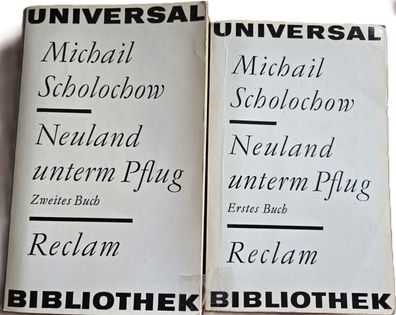 UNIVERSAL
Michail
Scholochow
Neuland
unterm Pflug
Zweites Buch
Reclam
BIBLIOTHEK
UNIVERSAL
Michail
Scholochow
Neuland
unterm Pflug
Erstes Buch
Reclam
BIBLIOTHEK